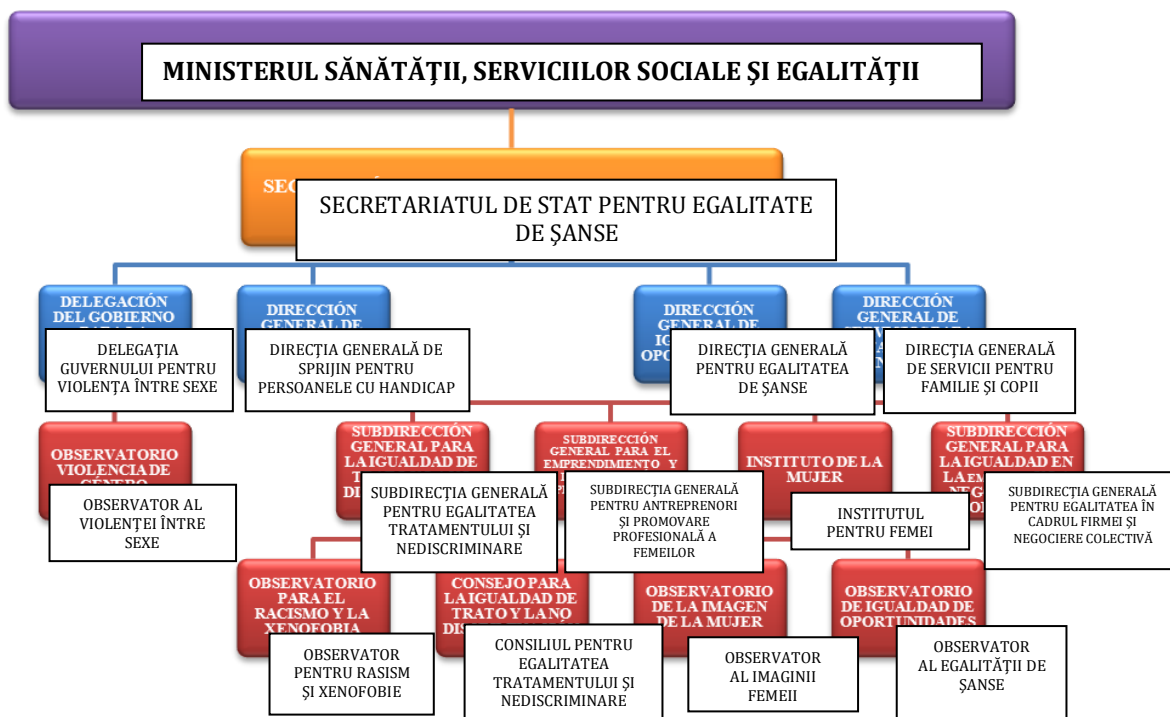 MINISTERUL SĂNĂTĂȚII, SERVICIILOR SOCIALE ȘI EGALITĂȚII
SECRETARIATUL DE STAT PENTRU EGALITATE
DE ȘANSE
DELEGACIÓN
DEL GOBIERNO
DELEGAȚIA
GUVERNULUI PENTRU
VIOLENȚA ÎNTRE SEXE
DIRECCIÓN
GENERAL DE
DIRECȚIA GENERALĂ DE
SPRIJIN PENTRU
PERSOANELE CU HANDICAP
DIRECCIÓN
GENERAL DE
DIRECȚIA GENERALĂ
PENTRU EGALITATEA
DE ȘANSE
DIRECCIÓN
GENERAL DE
DIRECȚIA GENERALĂ
DE SERVICII PENTRU
FAMILIE ȘI COPII
OBSERVATORIO
VIOLENCIA DE
OBSERVATOR AL
VIOLENȚEI ÎNTRE
SEXE
SUBDIRECCIÓN
GENERAL PARA
LA IGUALDAD DE
SUBDIRECȚIA GENERALĂ
PENTRU EGALITATEA
TRATAMENTULUI ȘI
NEDISCRIMINARE
SUBDIRECCIÓN
GENERAL PARA EL
EMPRENDIMIENTO Y
SUBDIRECȚIA GENERALĂ
PENTRU ANTREPRENORI
ȘI PROMOVARE
PROFESIONALĂ A
FEMEILOR
INSTITUTO DE LA
MUJER
INSTITUTUL
PENTRU FEMEI
SUBDIRECCIÓN
GENERAL PARA
LA IGUALDAD EN
SUBDIRECȚIA GENERALĂ
PENTRU EGALITATEA ÎN
CADRUL FIRMEI ȘI
NEGOCIERE COLECTIVĂ
OBSERVATORIO
PARA EL
RACISMO Y LA
XENOFOBIA
OBSERVATOR
PENTRU RASISM
ȘI XENOFOBIE
CONSEJO PARA
LA IGUALDAD DE
TRATO Y LA NO
CONSILIUL PENTRU
EGALITATEA
TRATAMENTULUI ȘI
NEDISCRIMINARE
OBSERVATORIO
DE LA IMAGEN
DE LA MUJER
OBSERVATOR
AL IMAGINII
FEMEII
OBSERVATORIO
DE IGUALDAD DE
OPORTUNIDADES
OBSERVATOR
AL EGALITĂȚII DE
ȘANSE